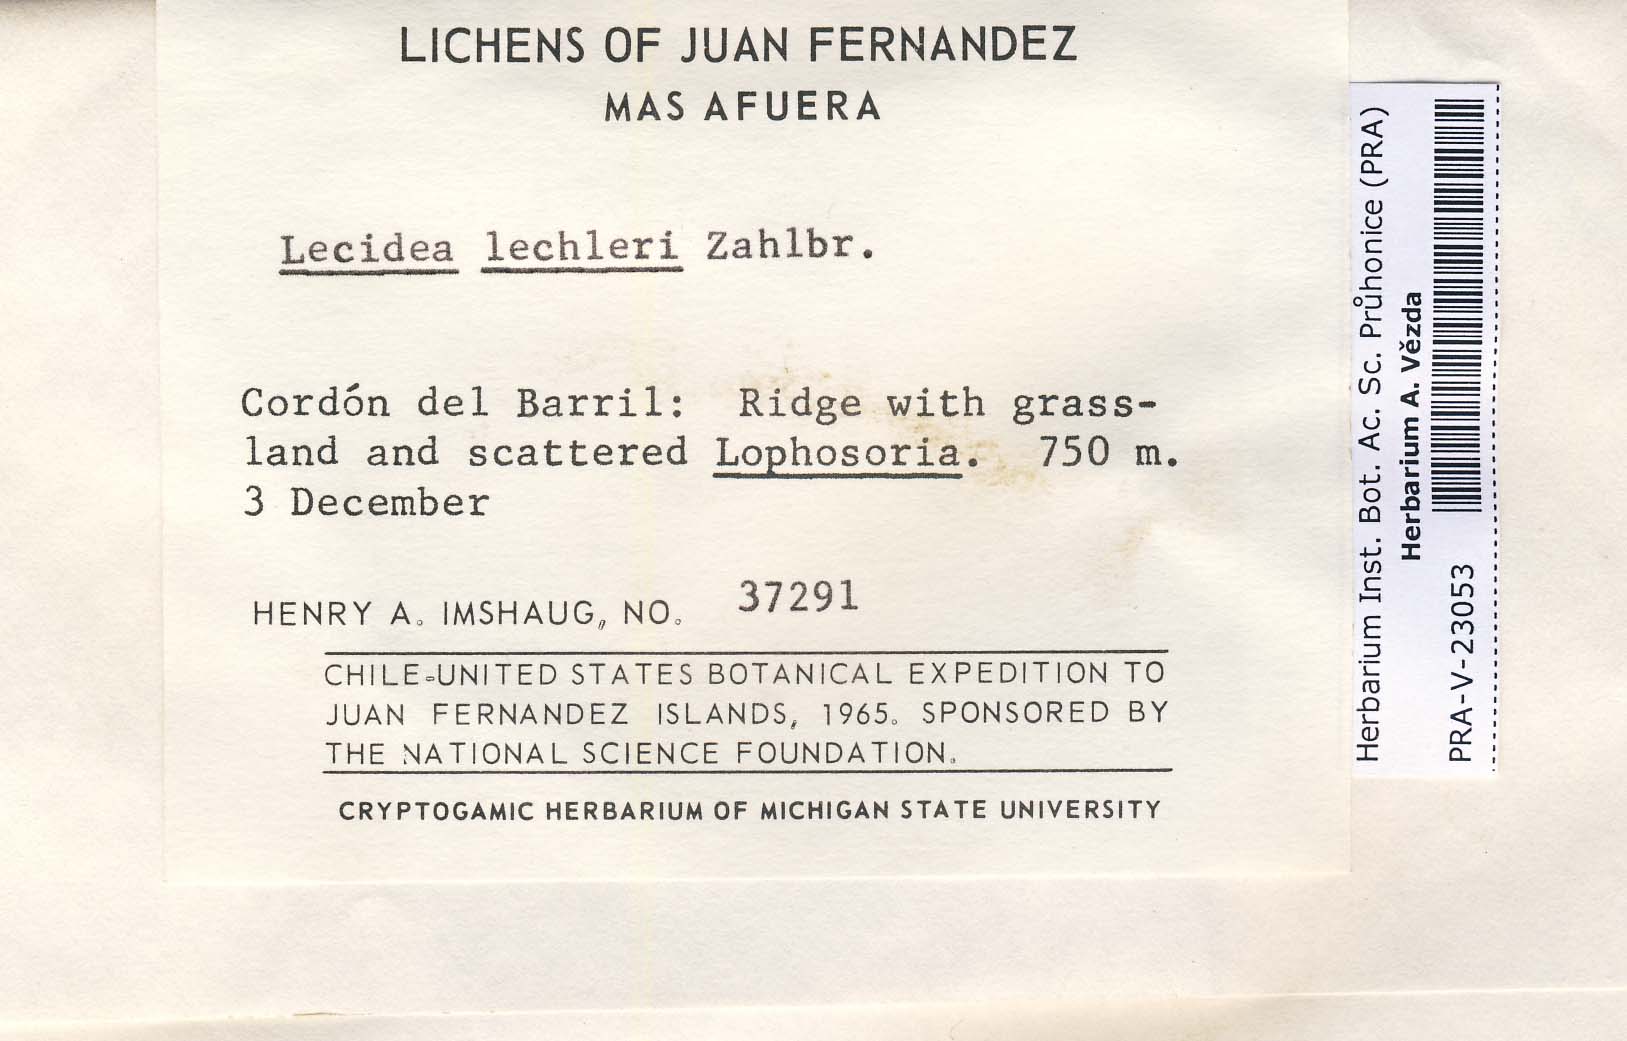 LICHENS OF JUAN FERNANDEZ
MAS AFUERA
Lecidea lechleri Zahlbr.
Cordón del Barril: Ridge with grass-
land and scattered Lophosoria. 750 m.
3 December
HENRY A. IMSHAUG, NO. 37291
CHILE-UNITED STATES BOTANICAL EXPEDITION TO
JUAN FERNANDEZ ISLANDS, 1965. SPONSORED BY
THE NATIONAL SCIENCE FOUNDATION.
CRYPTOGAMIC HERBARIUM OF MICHIGAN STATE UNIVERSITY
Herbarium Inst. Bot. Ac. Sc. Průhonice (PRA)
Herbarium A. Vězda
PRA-V-23053